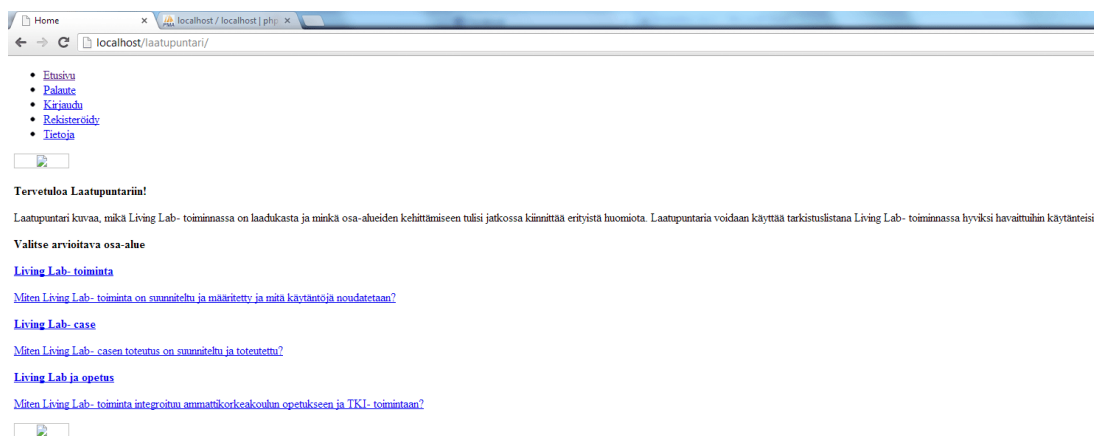 Home
localhost / localhost | php
localhost/laatupuntari/
Etusivu
Palaute
Kirjaudu
Rekisteröidy
Tietoja
Tervetuloa Laatupuntariin!
Laatupuntari kuvaa, mikä Living Lab- toiminnassa on laadukasta ja minkä osa-alueiden kehittämiseen tulisi jatkossa kiinnittää erityistä huomiota. Laatupuntaria voidaan käyttää tarkistuslistana Living Lab- toiminnassa hyviksi havaittuihin käytänteisi
Valitse arvioitava osa-alue
Living Lab- toiminta
Miten Living Lab- toiminta on suunniteltu ja määritetty ja mitä käytäntöjä noudatetaan?
Living Lab- case
Miten Living Lab- casen toteutus on suunniteltu ja toteutettu?
Living Lab ja opetus
Miten Living Lab- toiminta integroituu ammattikorkeakoulun opetukseen ja TKI- toimintaan?